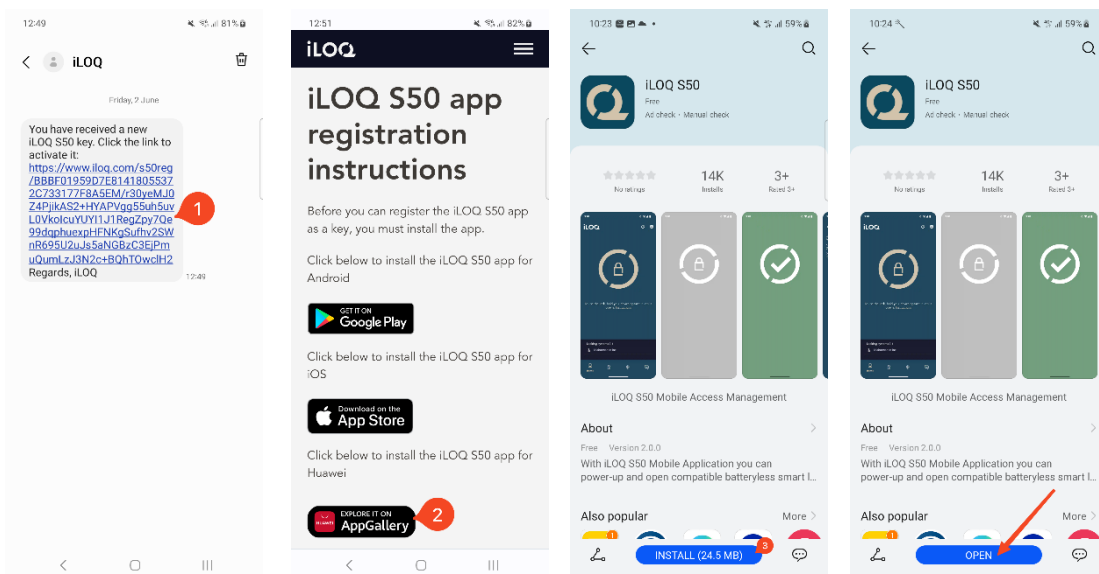 12:49
81%
iLOQ
Friday, 2 June
You have received a new
iLOQ S50 key. Click the link to
activate it:
https://www.iloq.com/s50reg
/BBBF01959D7E8141805537
2C733177F8A5EM/r30yeMJ0
Z4PjikAS2+HYAPVgg55uh5uv
L0VkolcuYUYI1J1RegZpy7Qe
99dqphuexpHFNKgSufhv2SW
nR695U2uJs5aNGBzC3EjPm
uQumLzJ3N2c+BQhTOwclH2
Regards, iLOQ
12:49
1
12:51
82%
iLOQ
iLOQ S50 app
registration
instructions
Before you can register the iLOQ S50 app
as a key, you must install the app.
Click below to install the iLOQ S50 app for
Android
GET IT ON
Google Play
Click below to install the iLOQ S50 app for
iOS
Download on the
App Store
Click below to install the iLOQ S50 app for
Huawei
HUAWEI
EXPLORE IT ON
AppGallery
2
10:23
59%
iLOQ S50
Free
Ad check · Manual check
No ratings
14K
Installs
3+
Rated 3+
iLOQ
iLOQ S50 Mobile Access Management
About
Free Version 2.0.0
With iLOQ S50 Mobile Application you can
power-up and open compatible batteryless smart l...
Also popular
More
INSTALL (24.5 MB)
3
10:24
59%
iLOQ S50
Free
Ad check · Manual check
No ratings
14K
Installs
3+
Rated 3+
iLOQ
iLOQ S50 Mobile Access Management
About
Free Version 2.0.0
With iLOQ S50 Mobile Application you can
power-up and open compatible batteryless smart l...
Also popular
More
OPEN